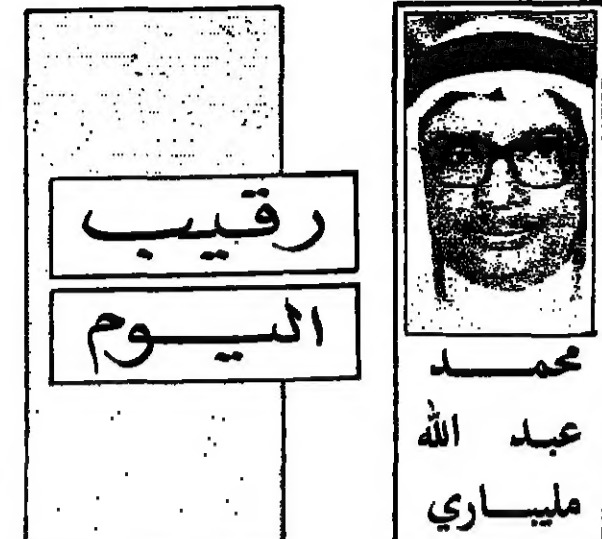 محمد
عبد الله
مليباري
رقيب
اليوم